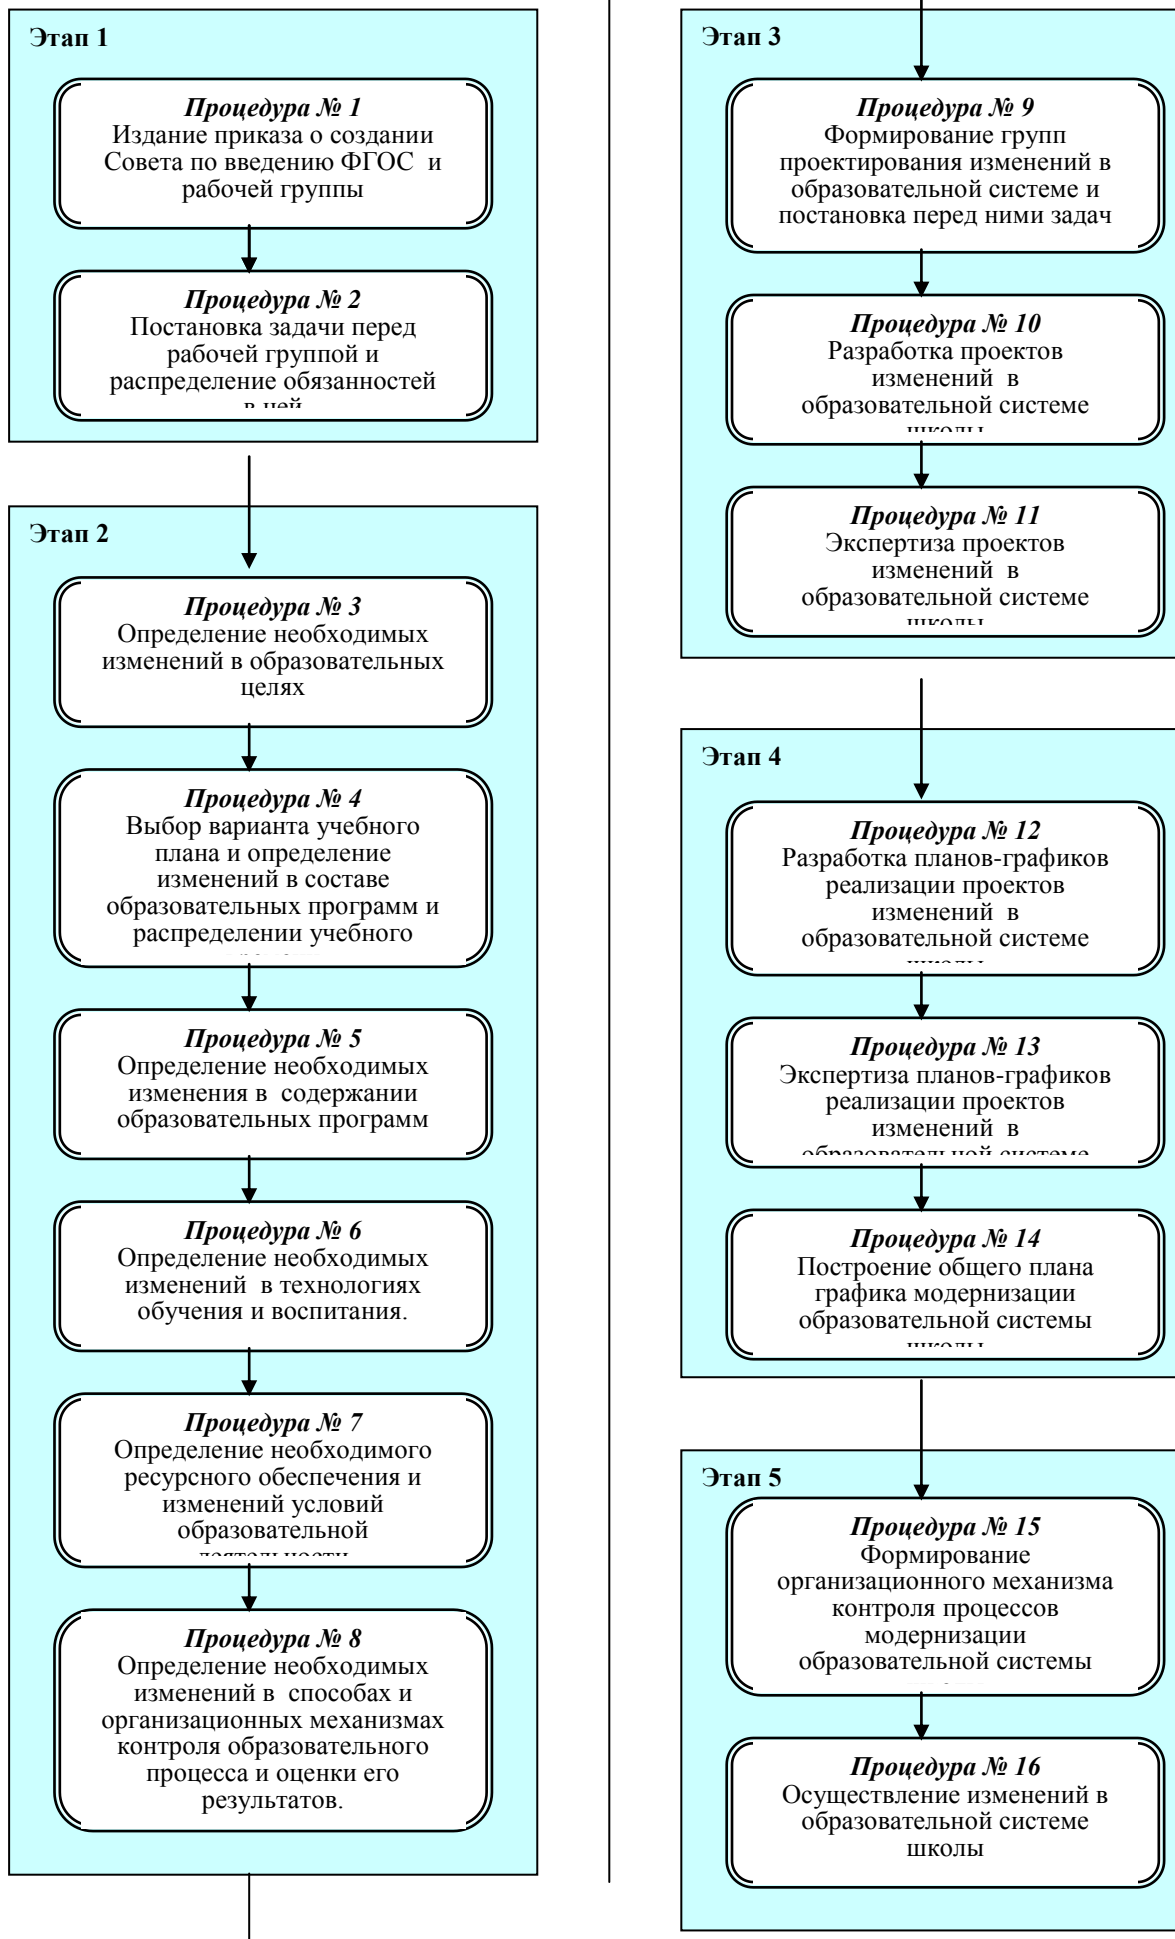 Этап 1
Процедура № 1
Издание приказа о создании
Совета по введению ФГОС и
рабочей группы
Процедура № 2
Постановка задачи перед
рабочей группой и
распределение обязанностей
в ней
Этап 2
Процедура № 3
Определение необходимых
изменений в образовательных
целях
Процедура № 4
Выбор варианта учебного
плана и определение
изменений в составе
образовательных программ и
распределении учебного
Процедура № 5
Определение необходимых
изменения в содержании
образовательных программ
Процедура № 6
Определение необходимых
изменений в технологиях
обучения и воспитания.
Процедура № 7
Определение необходимого
ресурсного обеспечения и
изменений условий
образовательной
деятельности
Процедура № 8
Определение необходимых
изменений в способах и
организационных механизмах
контроля образовательного
процесса и оценки его
результатов.
Этап 3
Процедура № 9
Формирование групп
проектирования изменений в
образовательной системе и
постановка перед ними задач
Процедура № 10
Разработка проектов
изменений в
образовательной системе
школы
Процедура № 11
Экспертиза проектов
изменений в
образовательной системе
школы
Этап 4
Процедура № 12
Разработка планов-графиков
реализации проектов
изменений в
образовательной системе
школы
Процедура № 13
Экспертиза планов-графиков
реализации проектов
изменений в
образовательной системе
Процедура № 14
Построение общего плана
графика модернизации
образовательной системы
школы
Этап 5
Процедура № 15
Формирование
организационного механизма
контроля процессов
модернизации
образовательной системы
Процедура № 16
Осуществление изменений в
образовательной системе
школы